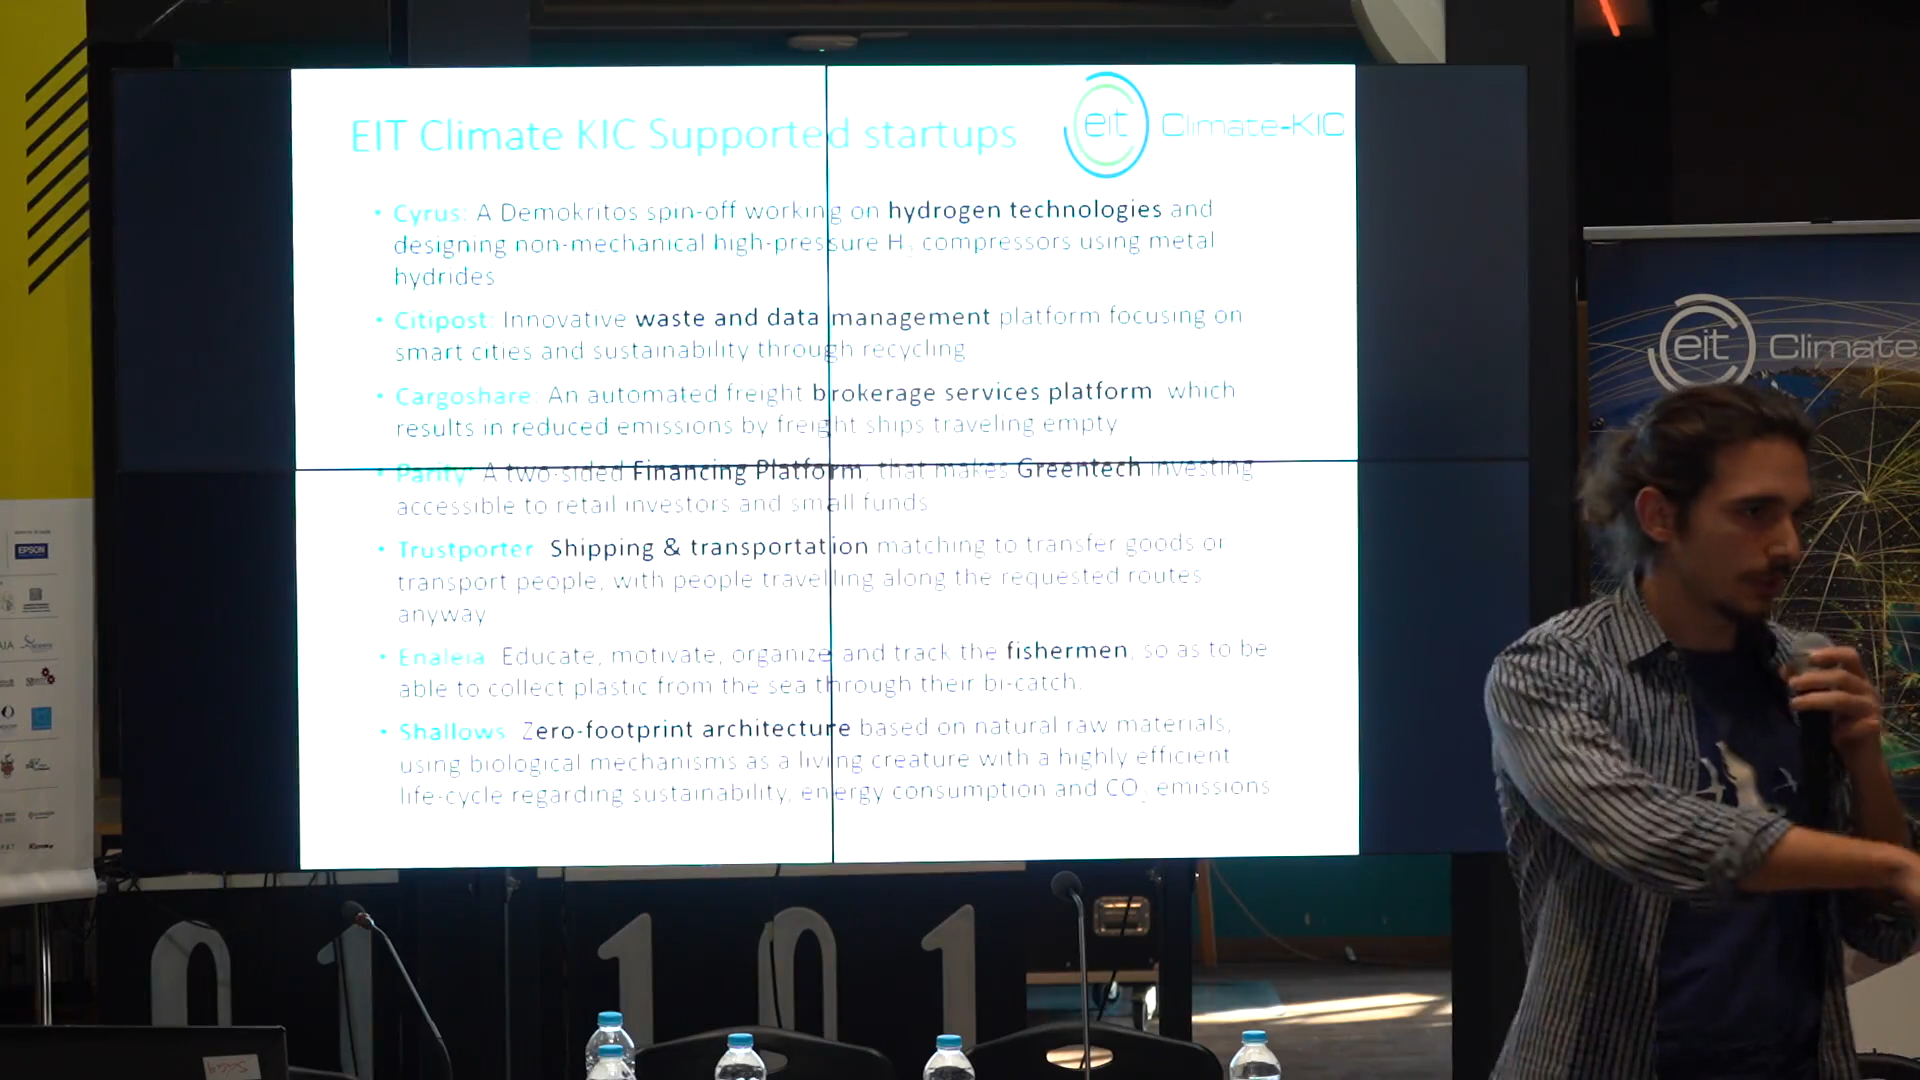 EIT Climate KIC Supported startups
eit Climate-KIC
• Cyrus: A Demokritos spin-off working on hydrogen technologies and
designing non-mechanical high-pressure H2 compressors using metal
hydrides
• Citipost: Innovative waste and data management platform focusing on
smart cities and sustainability through recycling
• Cargoshare: An automated freight brokerage services platform which
results in reduced emissions by freight ships traveling empty
Parity: A two-sided Financing Platform, that makes Greentech investing
accessible to retail investors and small funds
• Trustporter: Shipping & transportation matching to transfer goods or
transport people, with people travelling along the requested routes
anyway
• Enaleia: Educate, motivate, organize and track the fishermen, so as to be
able to collect plastic from the sea through their bi-catch.
• Shallows: Zero-footprint architecture based on natural raw materials,
using biological mechanisms as a living creature with a highly efficient
life-cycle regarding sustainability, energy consumption and CO2 emissions
eit Climate
EPSON
01 101